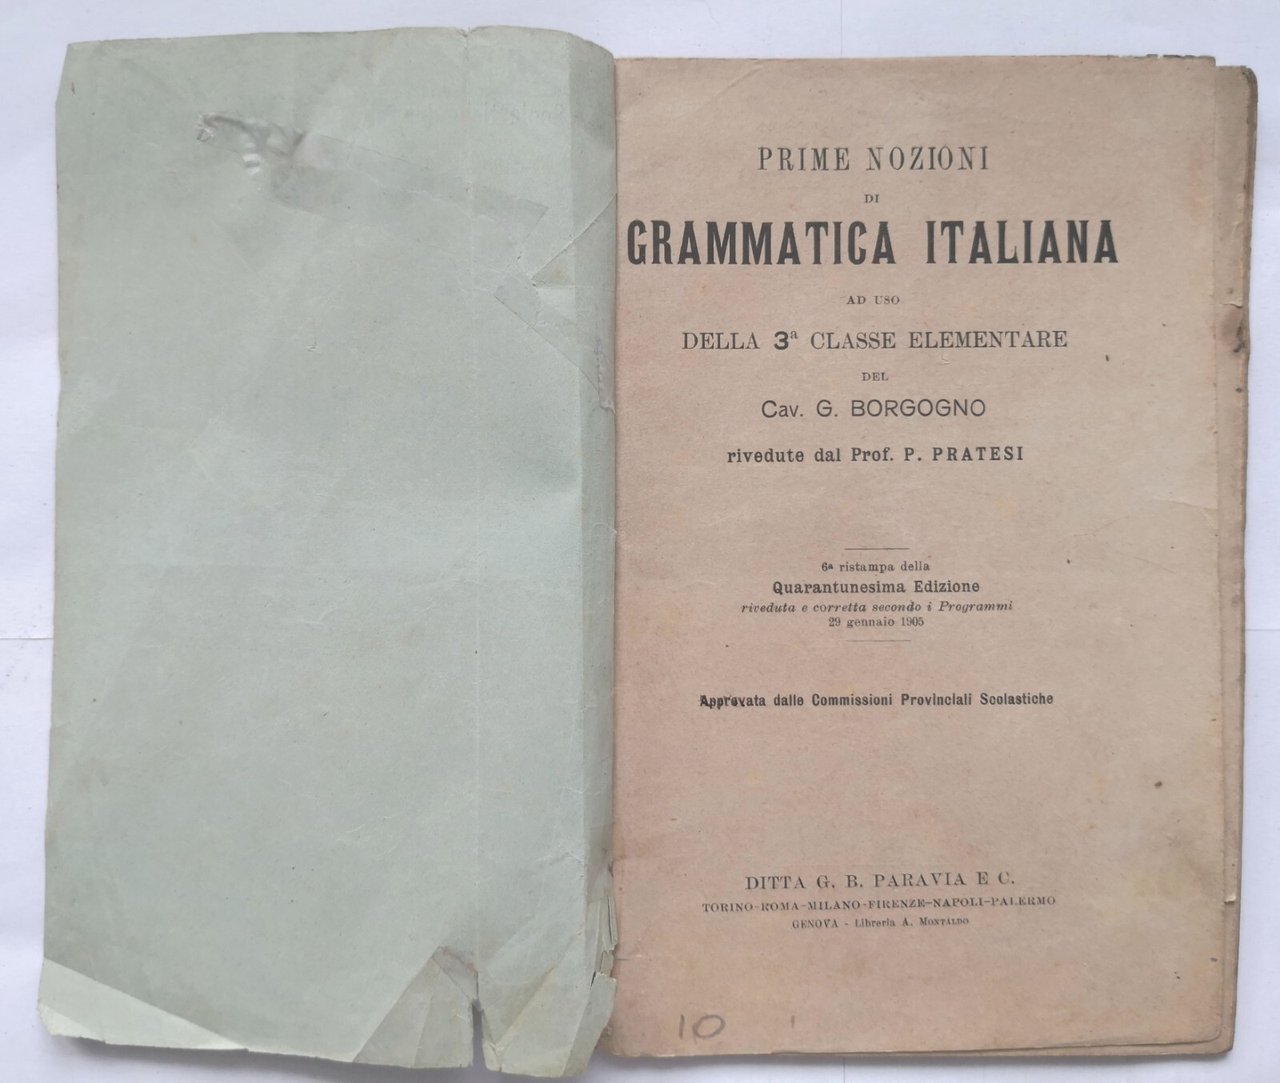 PRIME NOZIONI
DI
GRAMMATICA ITALIANA
AD USO
DELLA 3ª CLASSE ELEMENTARE
DEL
Cav. G. BORGOGNO
rivedute dal Prof. P. PRATESI
6ª ristampa della
Quarantunesima Edizione
riveduta e corretta secondo i Programmi
29 gennaio 1905
Approvata dalle Commissioni Provinciali Scolastiche
DITTA G. B. PARAVIA E C.
TORINO-ROMA-MILANO-FIRENZE-NAPOLI-PALERMO
GENOVA - Libreria A. MONTALDO
10